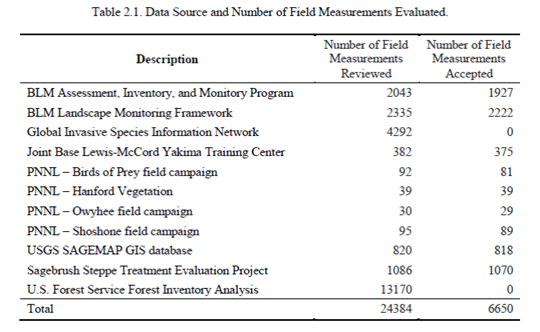 Table 2.1. Data Source and Number of Field Measurements Evaluated.
Description Number of Field Measurements Reviewed Number of Field Measurements Accepted
BLM Assessment, Inventory, and Monitory Program 2043 1927
BLM Landscape Monitoring Framework 2335 2222
Global Invasive Species Information Network 4292 0
Joint Base Lewis-McCord Yakima Training Center 382 375
PNNL – Birds of Prey field campaign 92 81
PNNL – Hanford Vegetation 39 39
PNNL – Owyhee field campaign 30 29
PNNL – Shoshone field campaign 95 89
USGS SAGEMAP GIS database 820 818
Sagebrush Steppe Treatment Evaluation Project 1086 1070
U.S. Forest Service Forest Inventory Analysis 13170 0
Total 24384 6650